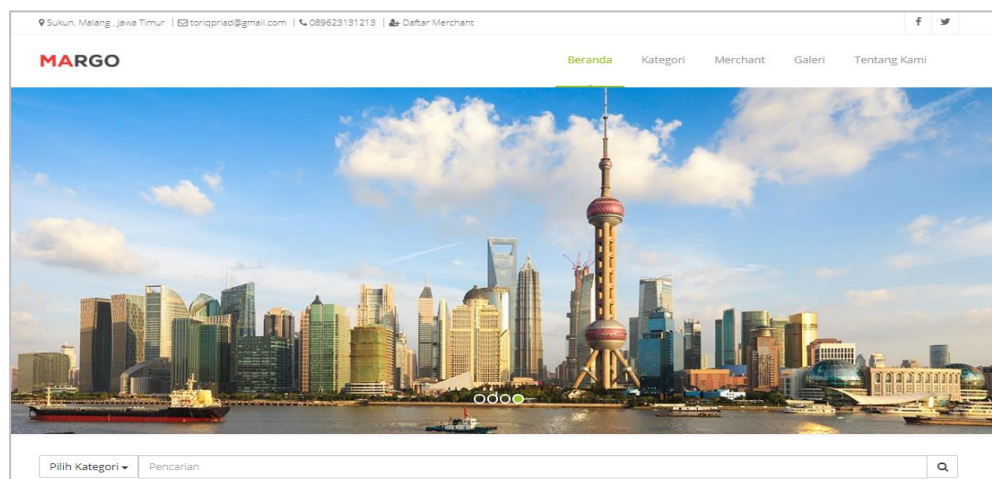 Sukun, Malang , Jawa Timur | toriqpriad@gmail.com | 089623131213 | Daftar Merchant
MARGO Beranda Kategori Merchant Galeri Tentang Kami
Pilih Kategori Pencarian